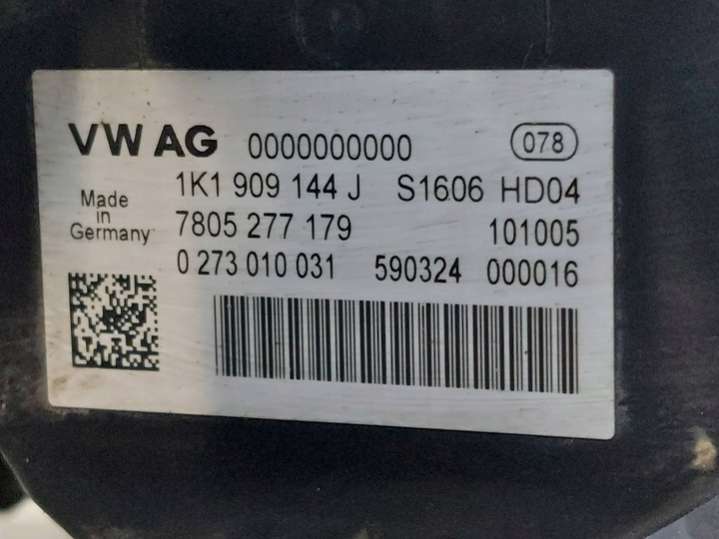 VW AG 0000000000 078
1K1 909 144 J S1606 HD04
Made in Germany
7805 277 179 101005
0 273 010 031 590324 000016